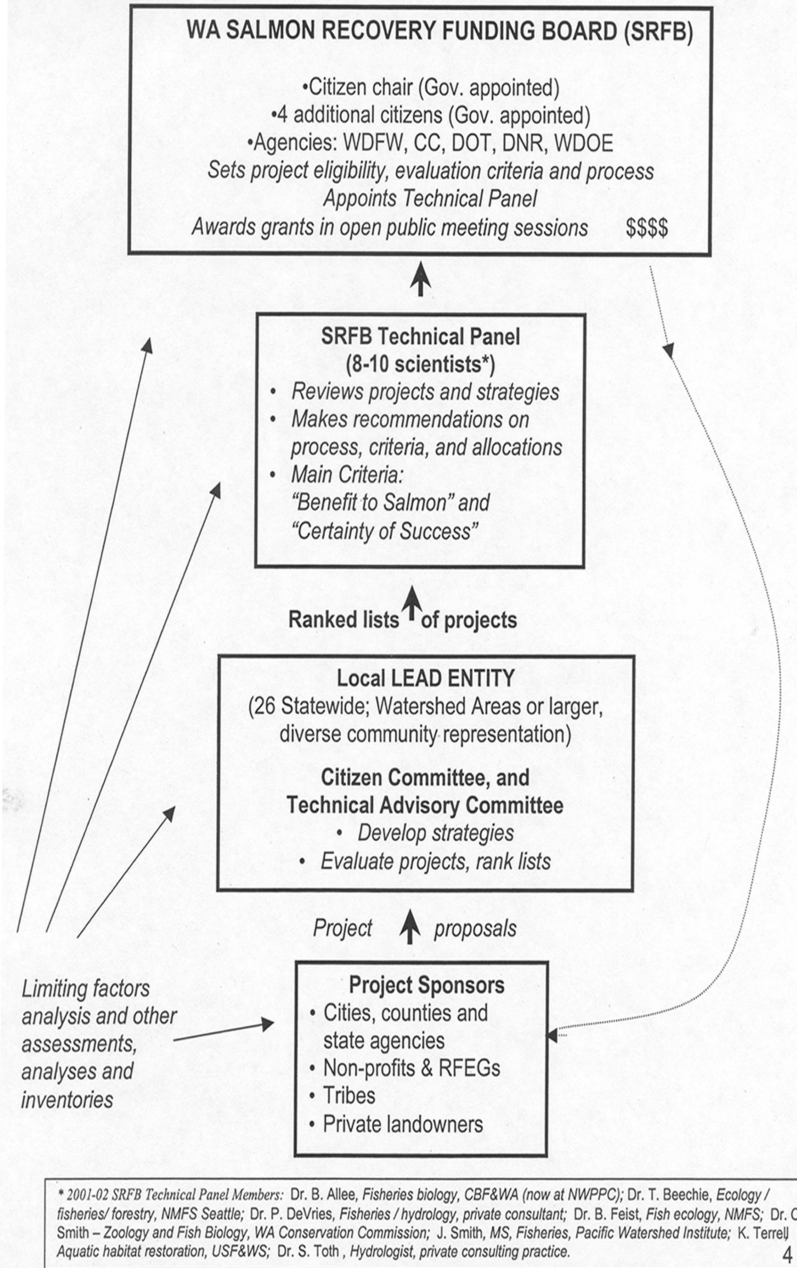 WA SALMON RECOVERY FUNDING BOARD (SRFB)
•Citizen chair (Gov. appointed)
•4 additional citizens (Gov. appointed)
•Agencies: WDFW, CC, DOT, DNR, WDOE
Sets project eligibility, evaluation criteria and process
Appoints Technical Panel
Awards grants in open public meeting sessions $$$$
SRFB Technical Panel
(8-10 scientists*)
• Reviews projects and strategies
• Makes recommendations on
process, criteria, and allocations
• Main Criteria:
“Benefit to Salmon” and
“Certainty of Success”
Ranked lists of projects
Local LEAD ENTITY
(26 Statewide; Watershed Areas or larger,
diverse community representation)
Citizen Committee, and
Technical Advisory Committee
• Develop strategies
• Evaluate projects, rank lists
Project proposals
Limiting factors
analysis and other
assessments,
analyses and
inventories
Project Sponsors
• Cities, counties and
state agencies
• Non-profits & RFEGs
• Tribes
• Private landowners
* 2001-02 SRFB Technical Panel Members: Dr. B. Allee, Fisheries biology, CBF&WA (now at NWPPC); Dr. T. Beechie, Ecology /
fisheries/ forestry, NMFS Seattle; Dr. P. DeVries, Fisheries / hydrology, private consultant; Dr. B. Feist, Fish ecology, NMFS; Dr. C
Smith – Zoology and Fish Biology, WA Conservation Commission; J. Smith, MS, Fisheries, Pacific Watershed Institute; K. Terrell
Aquatic habitat restoration, USF&WS; Dr. S. Toth , Hydrologist, private consulting practice.
4